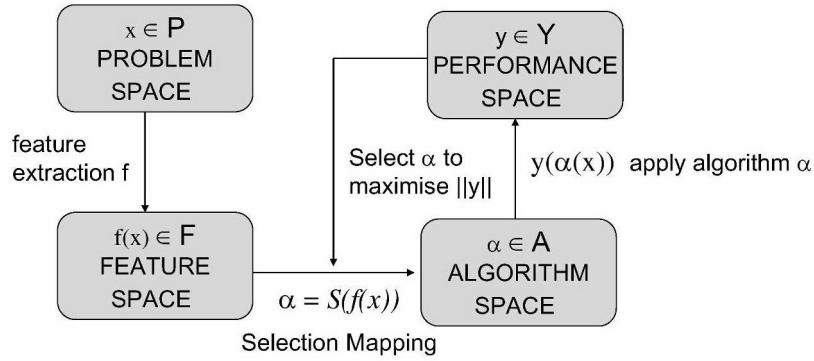 x ∈ P
PROBLEM
SPACE
y ∈ Y
PERFORMANCE
SPACE
feature
extraction f
Select α to
maximise ||y||
y(α(x)) apply algorithm α
f(x) ∈ F
FEATURE
SPACE
α = S(f(x))
Selection Mapping
α ∈ A
ALGORITHM
SPACE